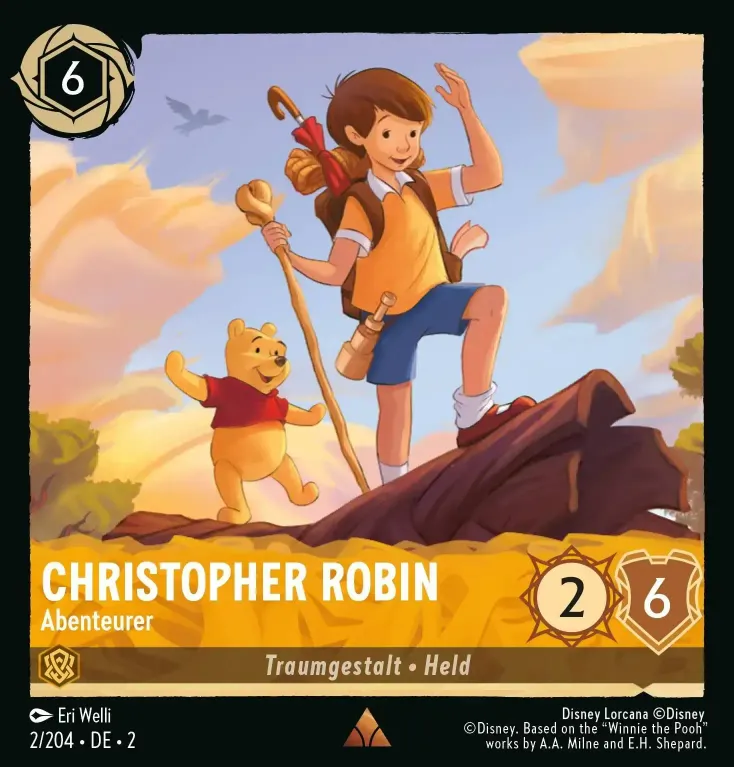 6
CHRISTOPHER ROBIN
Abenteurer
2
6
Traumgestalt • Held
Eri Welli
2/204 • DE • 2
Disney Lorcana ©Disney
©Disney. Based on the “Winnie the Pooh”
works by A.A. Milne and E.H. Shepard.